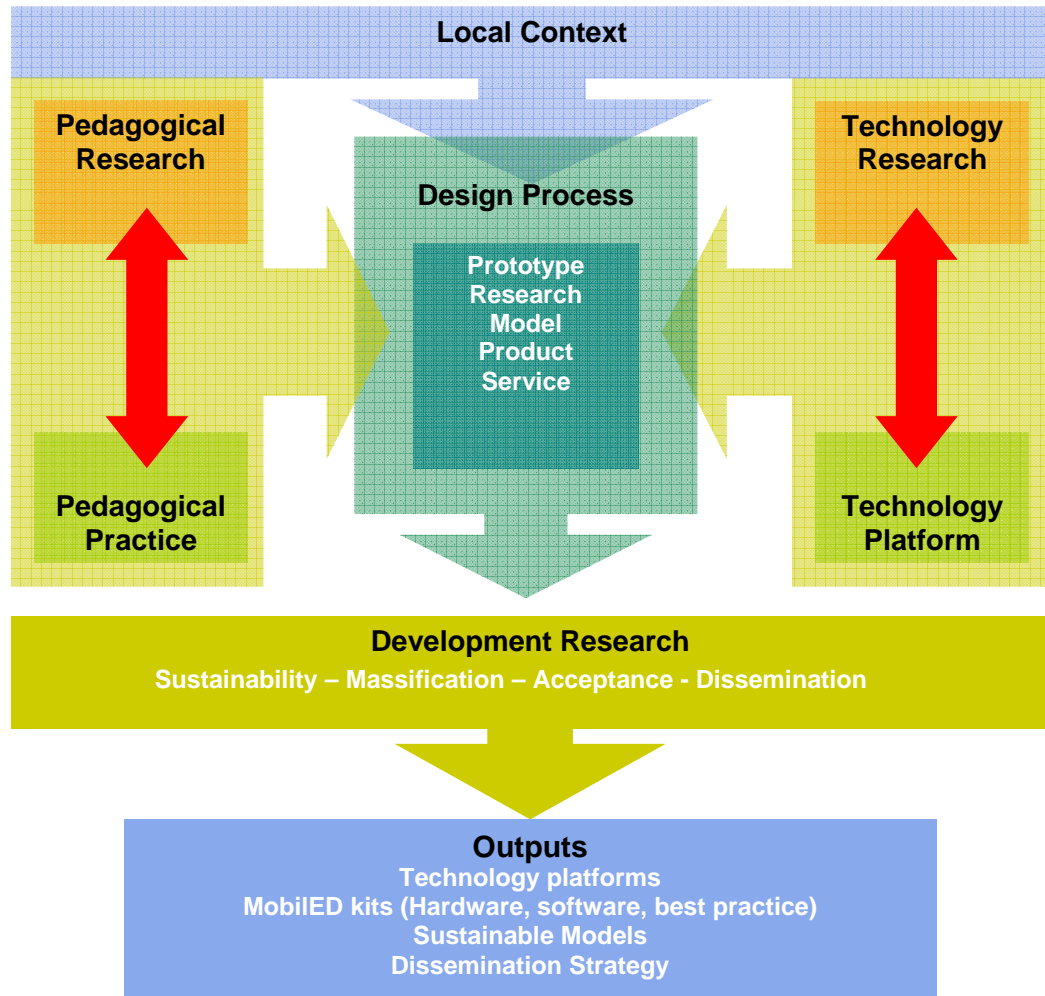 Local Context
Pedagogical
Research
Technology
Research
Design Process
Prototype
Research
Model
Product
Service
Pedagogical
Practice
Technology
Platform
Development Research
Sustainability – Massification – Acceptance - Dissemination
Outputs
Technology platforms
MobilED kits (Hardware, software, best practice)
Sustainable Models
Dissemination Strategy